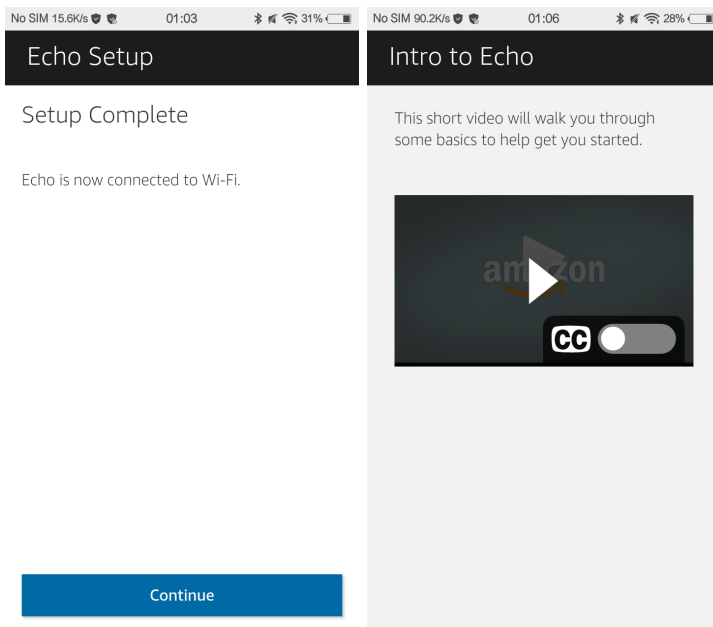 No SIM 15.6K/s 01:03 31%
Echo Setup
Setup Complete
Echo is now connected to Wi-Fi.
Continue
No SIM 90.2K/s 01:06 28%
Intro to Echo
This short video will walk you through
some basics to help get you started.
amazon
CC